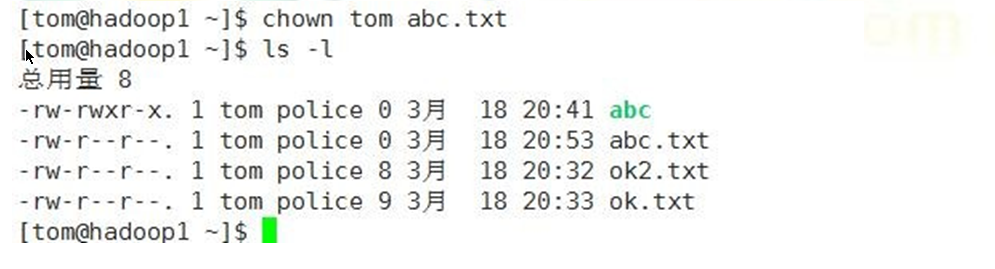 [tom@hadoop1 ~]$ chown tom abc.txt
[tom@hadoop1 ~]$ ls -l
总用量 8
-rw-rwxr-x. 1 tom police 0 3月  18 20:41 abc
-rw-r--r--. 1 tom police 0 3月  18 20:53 abc.txt
-rw-r--r--. 1 tom police 8 3月  18 20:32 ok2.txt
-rw-r--r--. 1 tom police 9 3月  18 20:33 ok.txt
[tom@hadoop1 ~]$